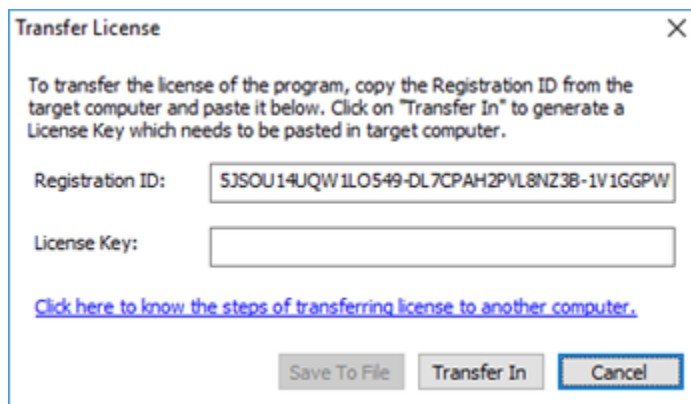 Transfer License
To transfer the license of the program, copy the Registration ID from the
target computer and paste it below. Click on "Transfer In" to generate a
License Key which needs to be pasted in target computer.
Registration ID: 5JSOU14UQW1LO549-DL7CPAH2PVL8NZ3B-1V1GGPW
License Key:
Click here to know the steps of transferring license to another computer.
Save To File Transfer In Cancel